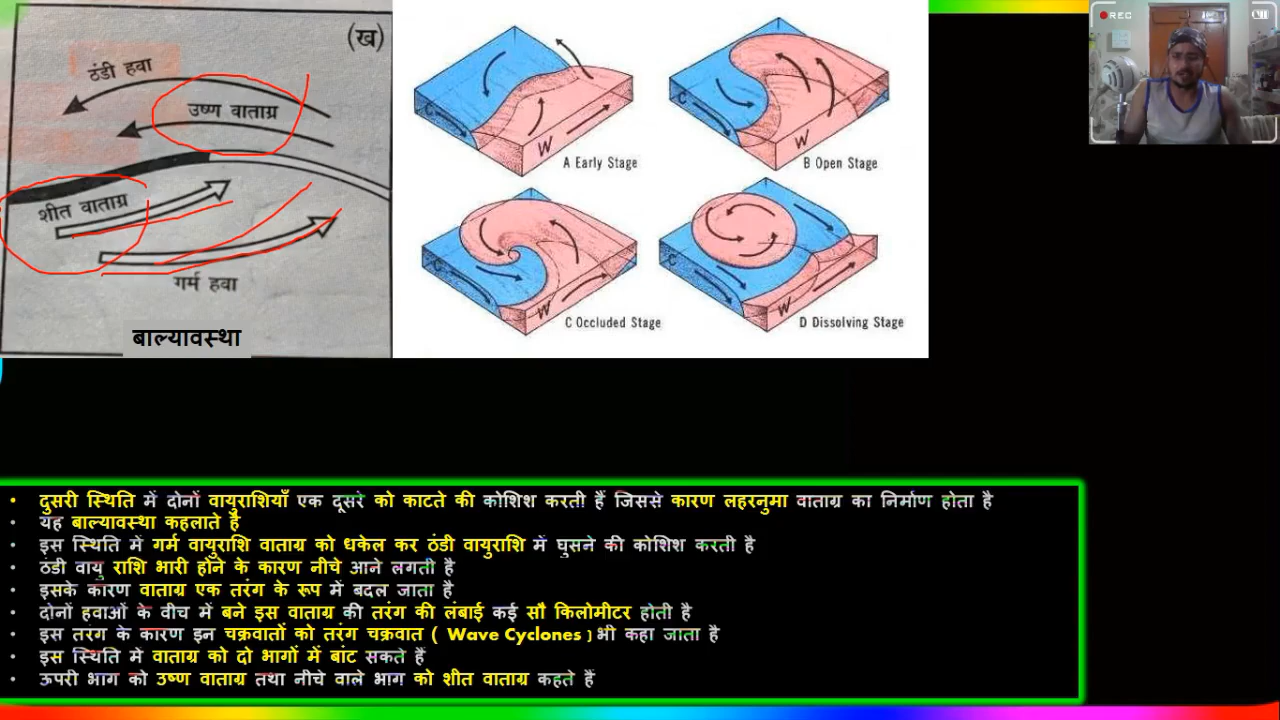 (ख)
ठंडी हवा
उष्ण वाताग्र
शीत वाताग्र
गर्म हवा
बाल्यावस्था
C
W
A Early Stage
C
W
B Open Stage
C
W
C Occluded Stage
C
W
D Dissolving Stage
REC
• दुसरी स्थिति में दोनों वायुराशियाँ एक दूसरे को काटते की कोशिश करती हैं जिससे कारण लहरनुमा वाताग्र का निर्माण होता है
• यह बाल्यावस्था कहलाते है
• इस स्थिति में गर्म वायुराशि वाताग्र को धकेल कर ठंडी वायुराशि में घुसने की कोशिश करती है
• ठंडी वायु राशि भारी होने के कारण नीचे आने लगती है
• इसके कारण वाताग्र एक तरंग के रूप में बदल जाता है
• दोनों हवाओं के वीच में बने इस वाताग्र की तरंग की लंबाई कई सौ किलोमीटर होती है
• इस तरंग के कारण इन चक्रवातों को तरंग चक्रवात ( Wave Cyclones ) भी कहा जाता है
• इस स्थिति में वाताग्र को दो भागों में बांट सकते हैं
• ऊपरी भाग को उष्ण वाताग्र तथा नीचे वाले भाग को शीत वाताग्र कहते हैं